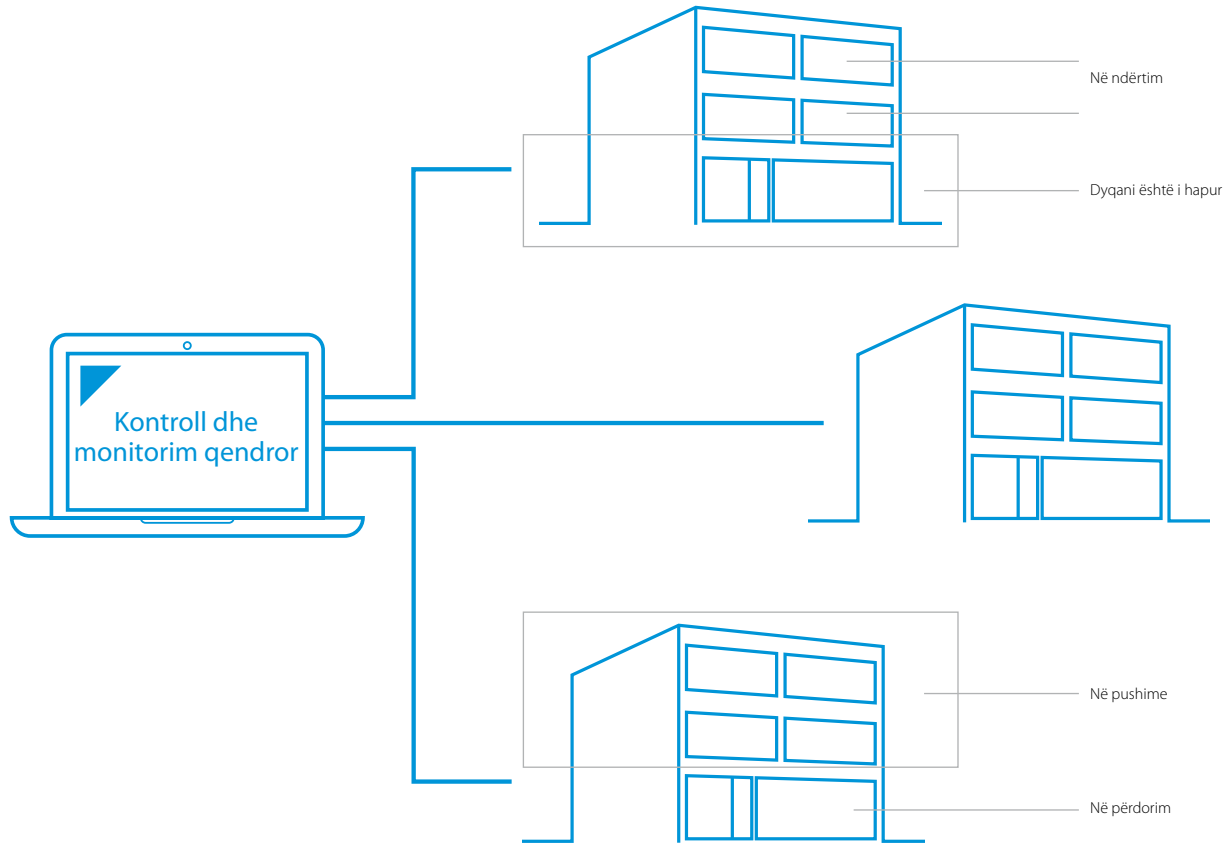 Në ndërtim
Dyqani është i hapur
Kontroll dhe
monitorim qendror
Në pushime
Në përdorim